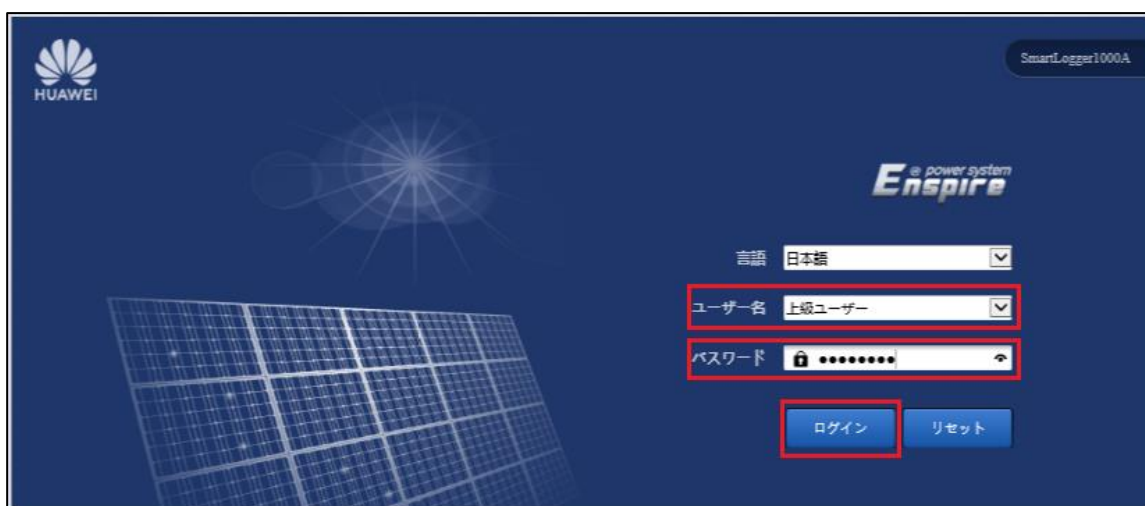 HUAWEI
SmartLogger1000A
Enspire e power system
言語 日本語
ユーザー名 上級ユーザー
パスワード ●●●●●●●●
ログイン リセット